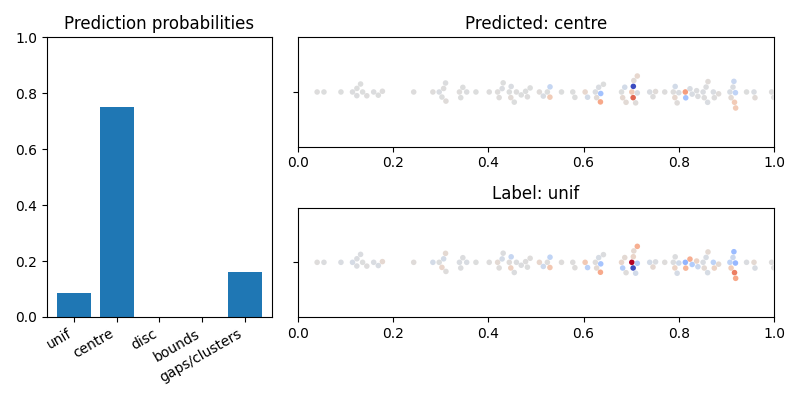 Prediction probabilities
1.0
0.8
0.6
0.4
0.2
0.0
unif
centre
disc
bounds
gaps/clusters
Predicted: centre
0.0 0.2 0.4 0.6 0.8 1.0
Label: unif
0.0 0.2 0.4 0.6 0.8 1.0